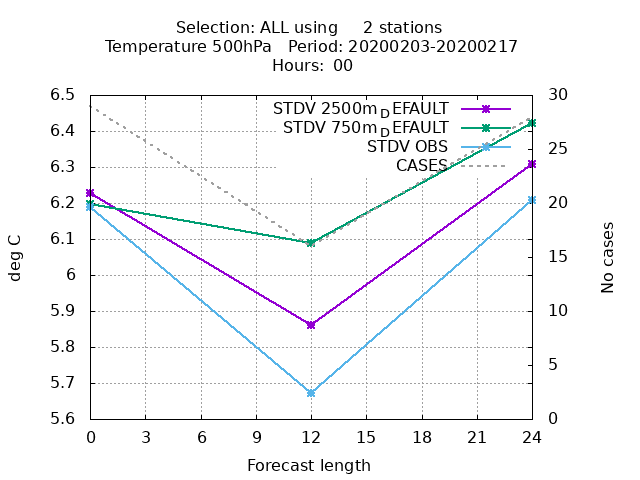 Selection: ALL using     2 stations
Temperature 500hPa   Period: 20200203-20200217
Hours:  00
STDV 2500m_DEFAULT
STDV 750m_DEFAULT
STDV OBS
CASES
deg C
6.5
6.4
6.3
6.2
6.1
6
5.9
5.8
5.7
5.6
30
25
20
15
10
5
0
No cases
0 3 6 9 12 15 18 21 24
Forecast length